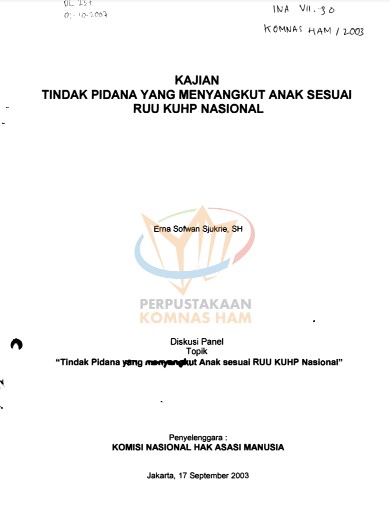 01-10-2007
INA VII.30
KOMNAS HAM / 2003
KAJIAN
TINDAK PIDANA YANG MENYANGKUT ANAK SESUAI
RUU KUHP NASIONAL
Erna Sofwan Sjukrie, SH
PERPUSTAKAAN
KOMNAS HAM
Diskusi Panel
Topik
“Tindak Pidana yang menyangkut Anak sesuai RUU KUHP Nasional”
Penyelenggara :
KOMISI NASIONAL HAK ASASI MANUSIA
Jakarta, 17 September 2003